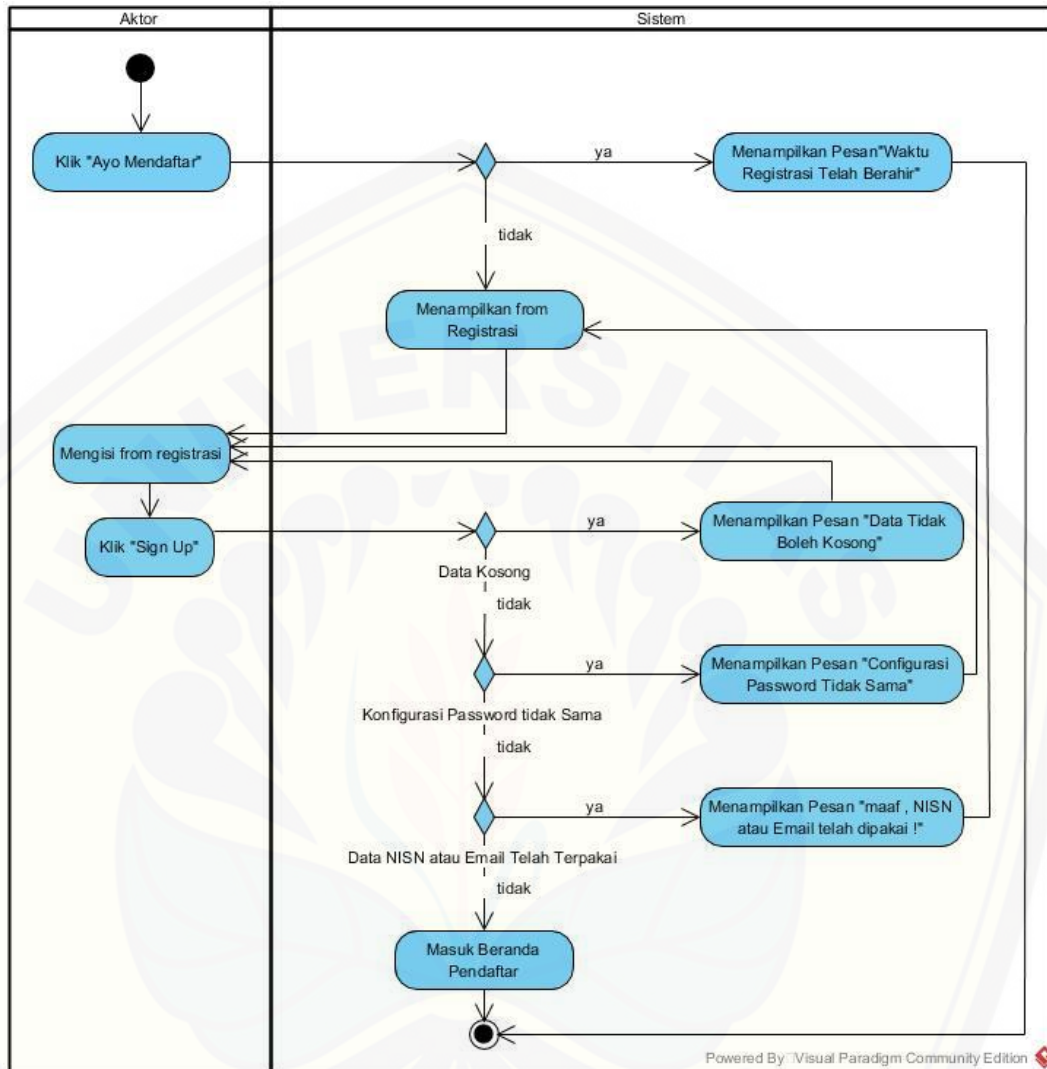 Aktor
Sistem
Klik "Ayo Mendaftar"
ya
Menampilkan Pesan"Waktu
Registrasi Telah Berahir"
tidak
Menampilkan from
Registrasi
Mengisi from registrasi
Klik "Sign Up"
ya
Menampilkan Pesan "Data Tidak
Boleh Kosong"
Data Kosong
tidak
ya
Menampilkan Pesan "Configurasi
Password Tidak Sama"
Konfigurasi Password tidak Sama
tidak
ya
Menampilkan Pesan "maaf , NISN
atau Email telah dipakai !"
Data NISN atau Email Telah Terpakai
tidak
Masuk Beranda
Pendaftar
UNIVERSITAS
Powered By Visual Paradigm Community Edition